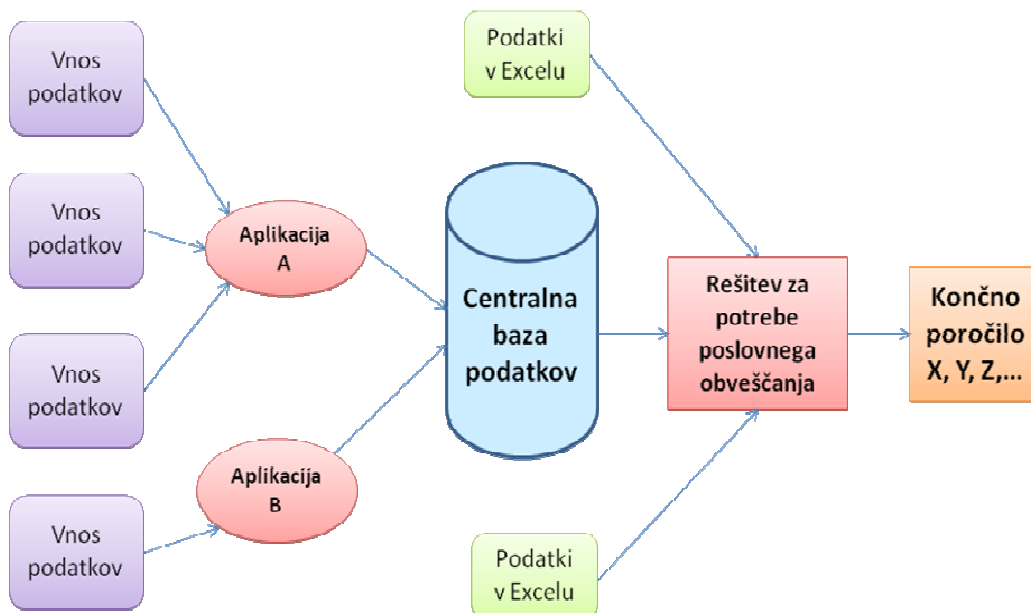 Vnos
podatkov
Vnos
podatkov
Vnos
podatkov
Vnos
podatkov
Aplikacija
A
Aplikacija
B
Centralna
baza
podatkov
Podatki
v Excelu
Podatki
v Excelu
Rešitev za
potrebe
poslovnega
obveščanja
Končno
poročilo
X, Y, Z,...